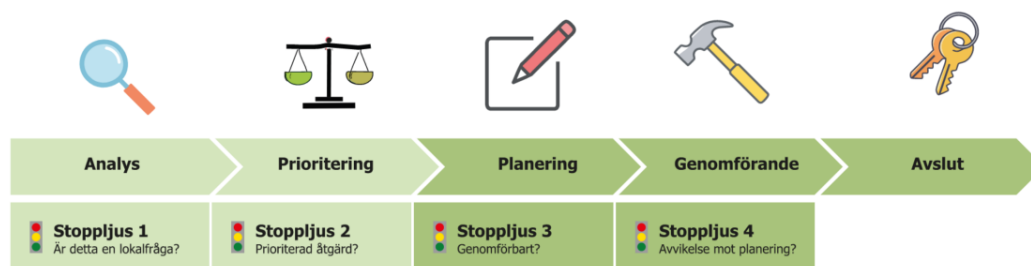 Analys
Prioritering
Planering
Genomförande
Avslut
Stoppljus 1
Är detta en lokalfråga?
Stoppljus 2
Prioriterad åtgärd?
Stoppljus 3
Genomförbart?
Stoppljus 4
Avvikelse mot planering?